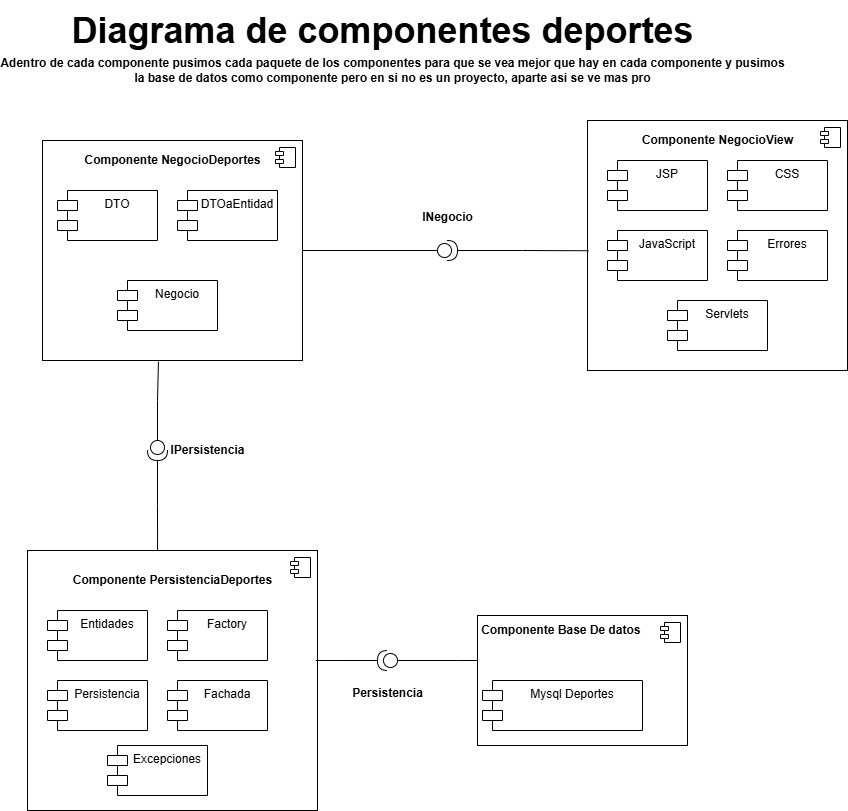 Diagrama de componentes deportes
Adentro de cada componente pusimos cada paquete de los componentes para que se vea mejor que hay en cada componente y pusimos
la base de datos como componente pero en si no es un proyecto, aparte asi se ve mas pro
Componente NegocioDeportes
DTO
DTOaEntidad
Negocio
INegocio
Componente NegocioView
JSP
CSS
JavaScript
Errores
Servlets
IPersistencia
Componente PersistenciaDeportes
Entidades
Factory
Persistencia
Fachada
Excepciones
Persistencia
Componente Base De datos
Mysql Deportes